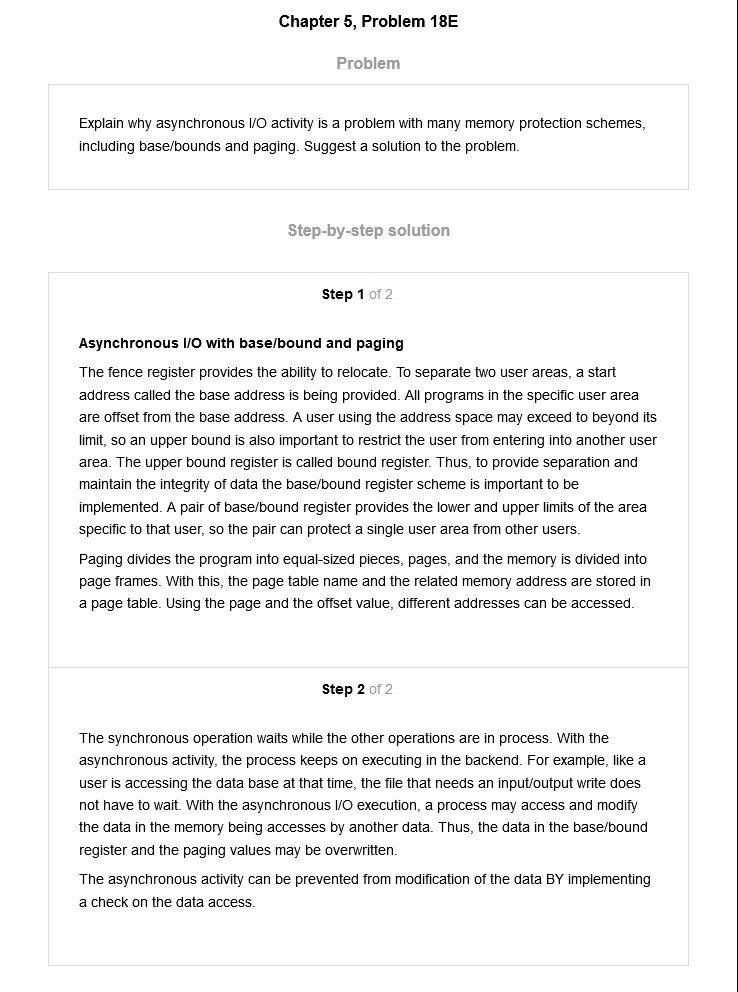 Chapter 5, Problem 18E
Problem
Explain why asynchronous I/O activity is a problem with many memory protection schemes,
including base/bounds and paging. Suggest a solution to the problem.
Step-by-step solution
Step 1 of 2
Asynchronous I/O with base/bound and paging
The fence register provides the ability to relocate. To separate two user areas, a start
address called the base address is being provided. All programs in the specific user area
are offset from the base address. A user using the address space may exceed to beyond its
limit, so an upper bound is also important to restrict the user from entering into another user
area. The upper bound register is called bound register. Thus, to provide separation and
maintain the integrity of data the base/bound register scheme is important to be
implemented. A pair of base/bound register provides the lower and upper limits of the area
specific to that user, so the pair can protect a single user area from other users.
Paging divides the program into equal-sized pieces, pages, and the memory is divided into
page frames. With this, the page table name and the related memory address are stored in
a page table. Using the page and the offset value, different addresses can be accessed.
Step 2 of 2
The synchronous operation waits while the other operations are in process. With the
asynchronous activity, the process keeps on executing in the backend. For example, like a
user is accessing the data base at that time, the file that needs an input/output write does
not have to wait. With the asynchronous I/O execution, a process may access and modify
the data in the memory being accesses by another data. Thus, the data in the base/bound
register and the paging values may be overwritten.
The asynchronous activity can be prevented from modification of the data BY implementing
a check on the data access.